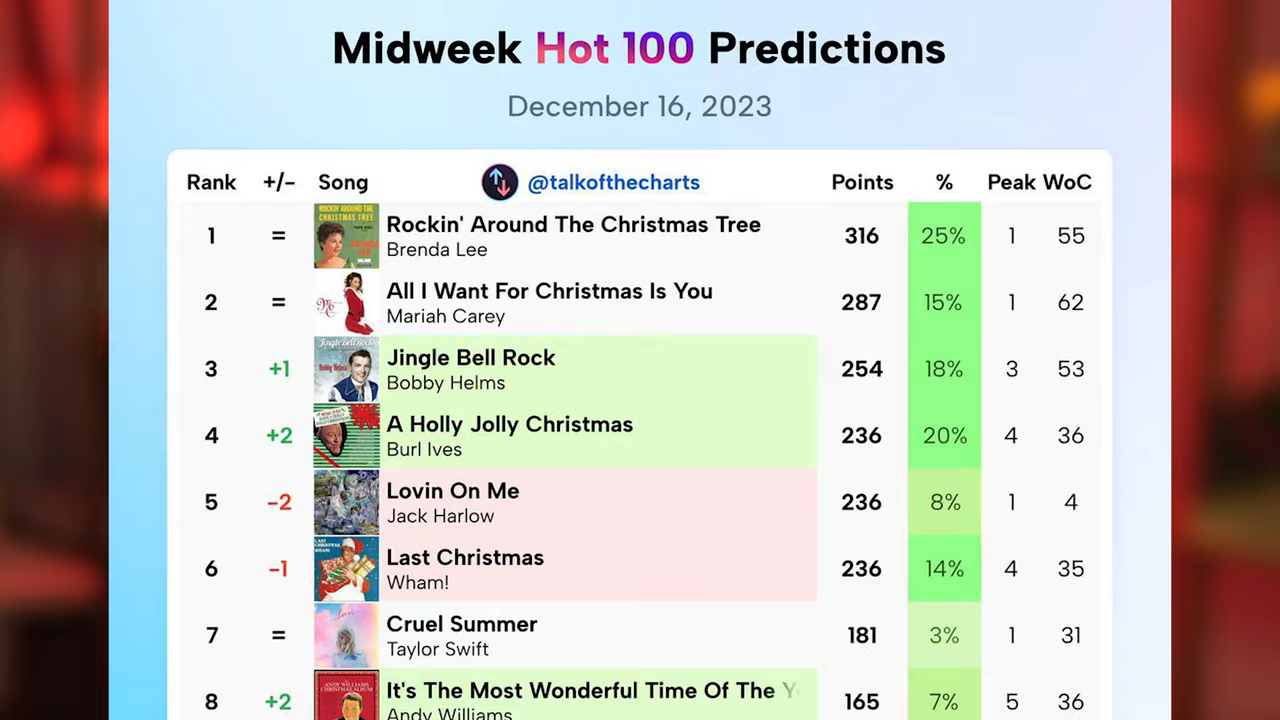 Midweek Hot 100 Predictions
December 16, 2023
Rank +/- Song @talkofthecharts Points % Peak WoC
1 = Rockin' Around The Christmas Tree 316 25% 1 55
Brenda Lee
2 = All I Want For Christmas Is You 287 15% 1 62
Mariah Carey
3 +1 Jingle Bell Rock 254 18% 3 53
Bobby Helms
4 +2 A Holly Jolly Christmas 236 20% 4 36
Burl Ives
5 -2 Lovin On Me 236 8% 1 4
Jack Harlow
6 -1 Last Christmas 236 14% 4 35
Wham!
7 = Cruel Summer 181 3% 1 31
Taylor Swift
8 +2 It's The Most Wonderful Time Of The 165 7% 5 36
Andy Williams